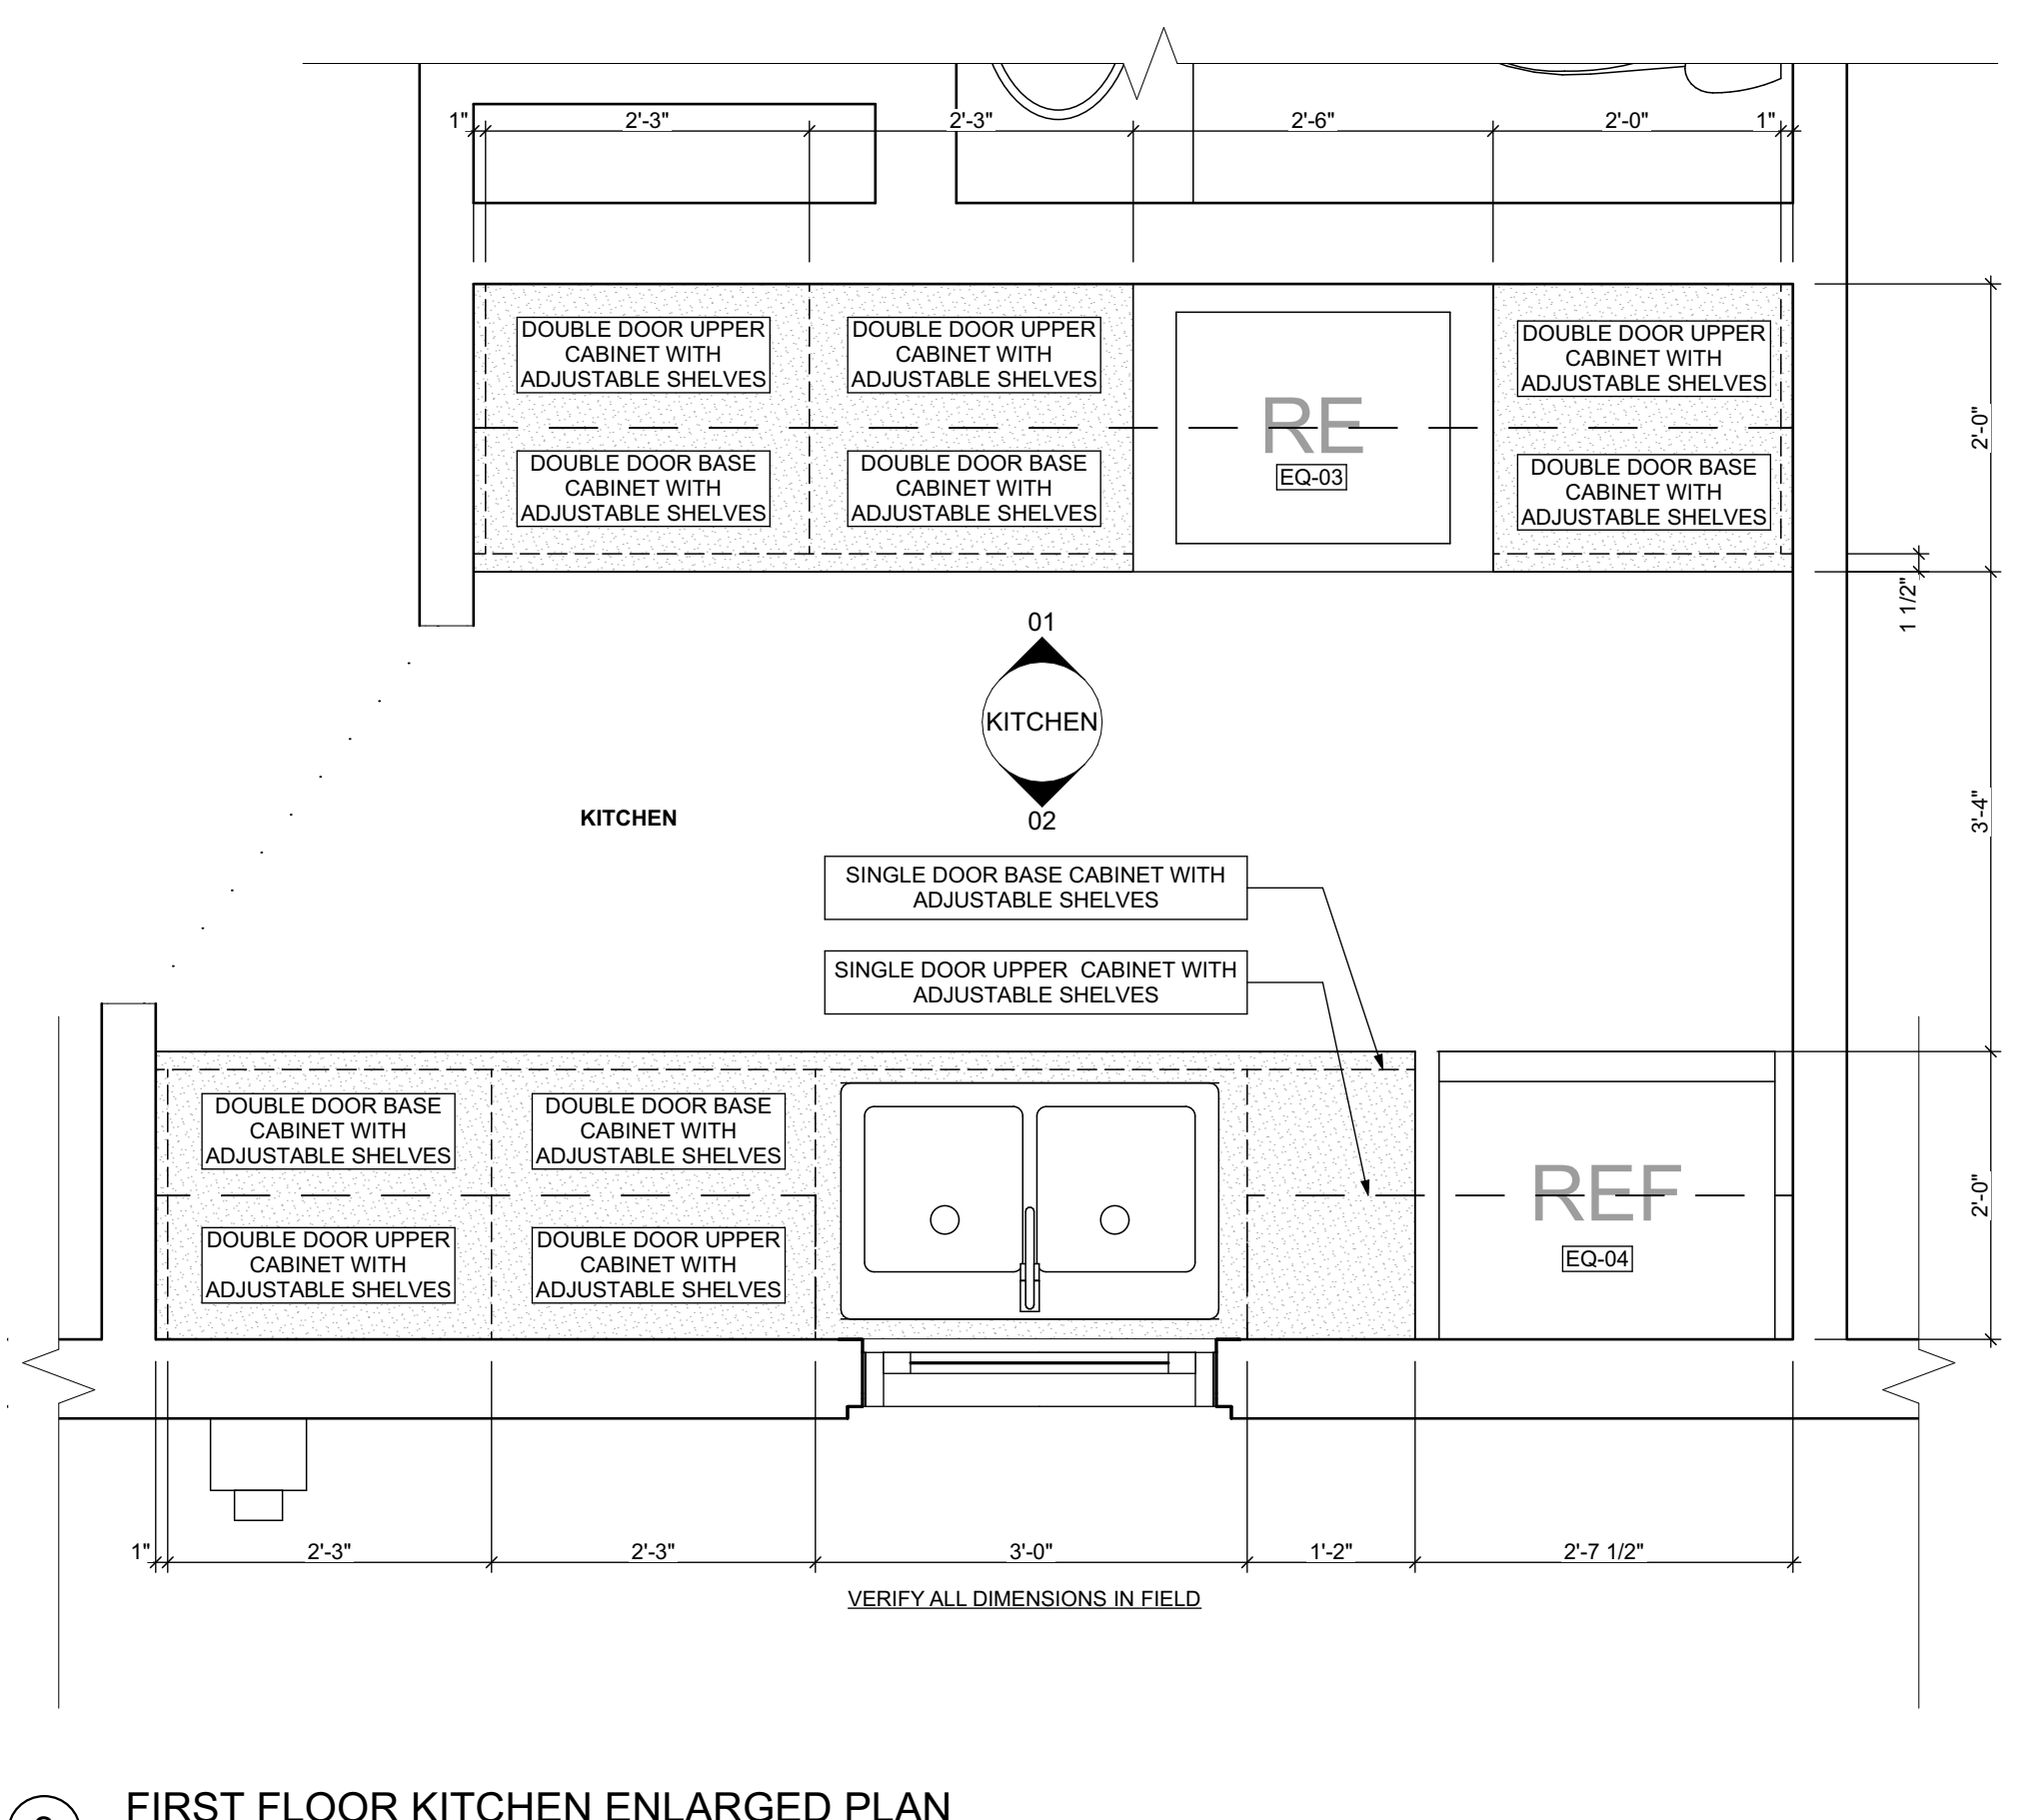 1" 2'-3" 2'-3" 2'-6" 2'-0" 1"
DOUBLE DOOR UPPER
CABINET WITH
ADJUSTABLE SHELVES
DOUBLE DOOR UPPER
CABINET WITH
ADJUSTABLE SHELVES
DOUBLE DOOR UPPER
CABINET WITH
ADJUSTABLE SHELVES
RE
EQ-03
DOUBLE DOOR BASE
CABINET WITH
ADJUSTABLE SHELVES
DOUBLE DOOR BASE
CABINET WITH
ADJUSTABLE SHELVES
DOUBLE DOOR BASE
CABINET WITH
ADJUSTABLE SHELVES
2'-0"
1 1/2"
01
KITCHEN
02
KITCHEN
3'-4"
SINGLE DOOR BASE CABINET WITH
ADJUSTABLE SHELVES
SINGLE DOOR UPPER  CABINET WITH
ADJUSTABLE SHELVES
DOUBLE DOOR BASE
CABINET WITH
ADJUSTABLE SHELVES
DOUBLE DOOR BASE
CABINET WITH
ADJUSTABLE SHELVES
REF
EQ-04
2'-0"
DOUBLE DOOR UPPER
CABINET WITH
ADJUSTABLE SHELVES
DOUBLE DOOR UPPER
CABINET WITH
ADJUSTABLE SHELVES
1" 2'-3" 2'-3" 3'-0" 1'-2" 2'-7 1/2"
VERIFY ALL DIMENSIONS IN FIELD
FIRST FLOOR KITCHEN ENLARGED PLAN